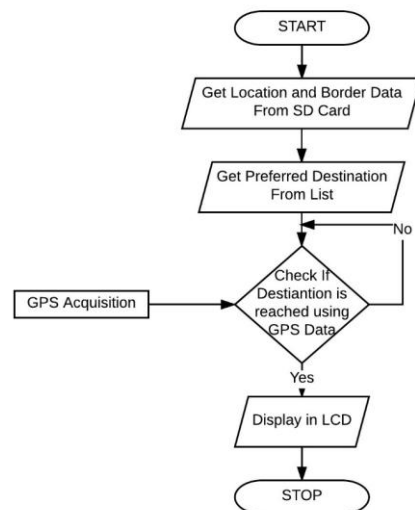 START
Get Location and Border Data
From SD Card
Get Preferred Destination
From List
No
Check If
Destiantion is
reached using
GPS Data
GPS Acquisition
Yes
Display in LCD
STOP